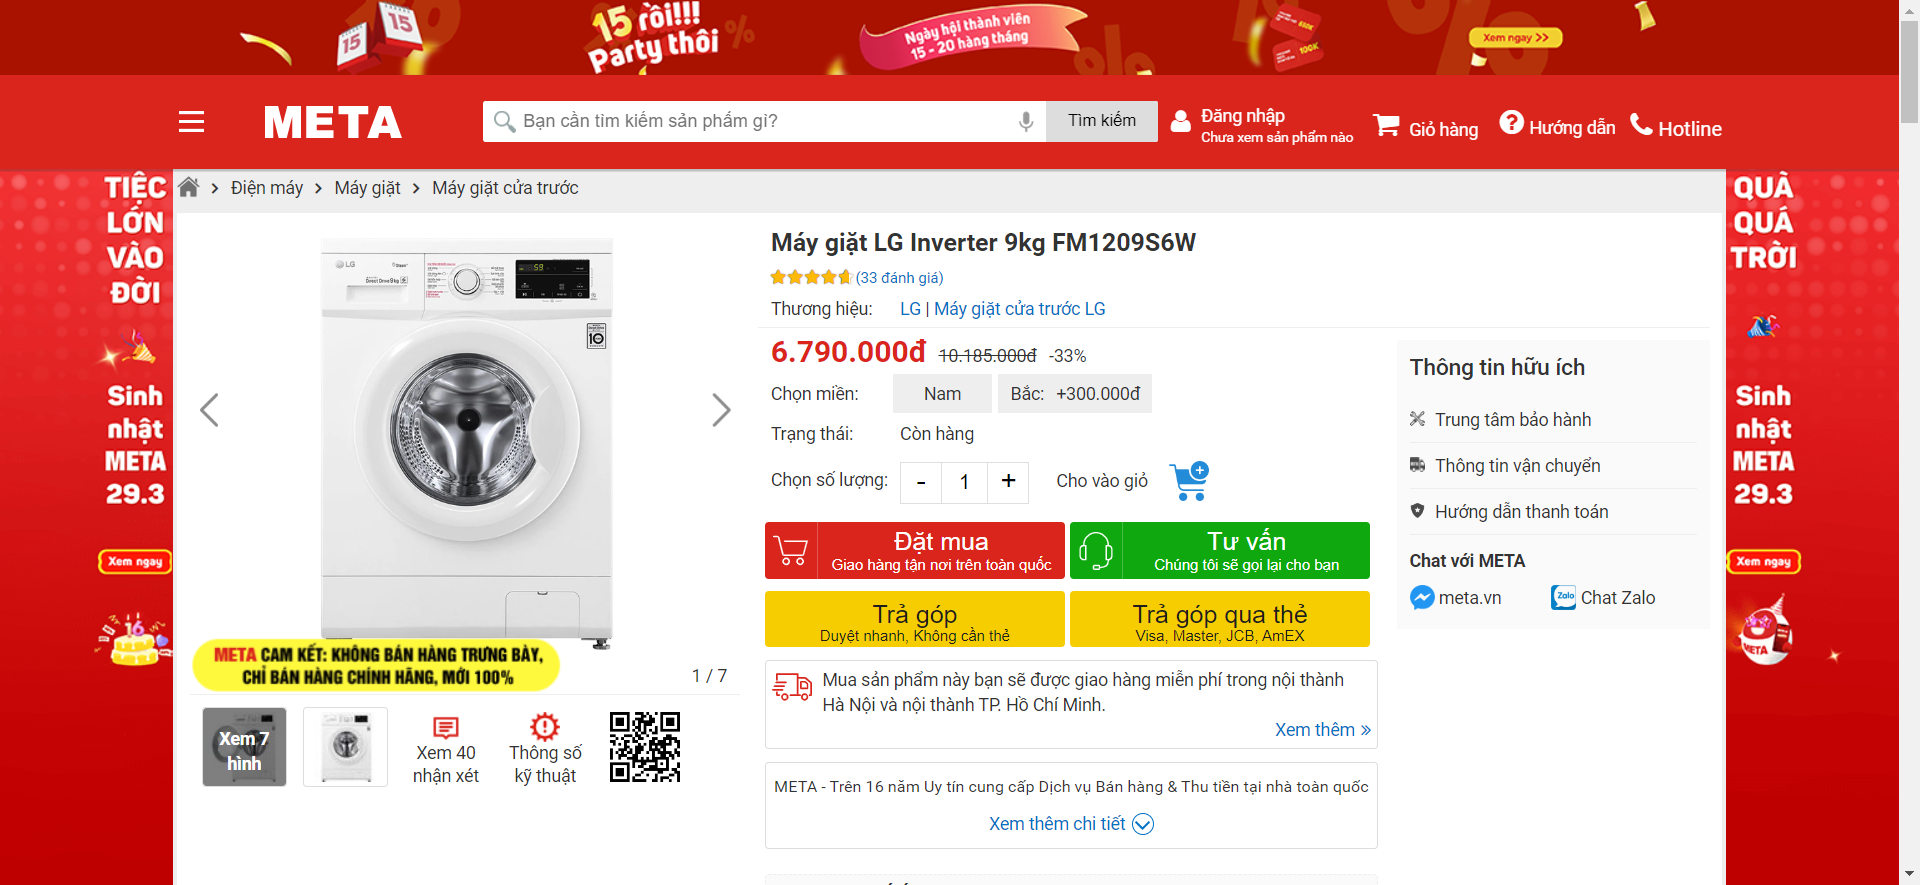 15
15
15 rồi!!!
Party thôi
Ngày hội thành viên
15 - 20 hàng tháng
100K
Xem ngay >>
META
Bạn cần tìm kiếm sản phẩm gì?
Tìm kiếm
Đăng nhập
Chưa xem sản phẩm nào
Giỏ hàng
Hướng dẫn
Hotline
TIỆC
LỚN
VÀO
ĐỜI
Sinh
nhật
META
29.3
Xem ngay
16
Điện máy
Máy giặt
Máy giặt cửa trước
LG
59
10
META CAM KẾT: KHÔNG BÁN HÀNG TRƯNG BÀY,
CHỈ BÁN HÀNG CHÍNH HÃNG, MỚI 100%
1 / 7
Xem 7
hình
Xem 40
nhận xét
Thông số
kỹ thuật
Máy giặt LG Inverter 9kg FM1209S6W
(33 đánh giá)
Thương hiệu: LG | Máy giặt cửa trước LG
6.790.000đ 10.185.000đ -33%
Chọn miền: Nam Bắc: +300.000đ
Trạng thái: Còn hàng
Chọn số lượng: - 1 + Cho vào giỏ
Đặt mua
Giao hàng tận nơi trên toàn quốc
Tư vấn
Chúng tôi sẽ gọi lại cho bạn
Trả góp
Duyệt nhanh, Không cần thẻ
Trả góp qua thẻ
Visa, Master, JCB, AmEX
Mua sản phẩm này bạn sẽ được giao hàng miễn phí trong nội thành
Hà Nội và nội thành TP. Hồ Chí Minh.
Xem thêm »
META - Trên 16 năm Uy tín cung cấp Dịch vụ Bán hàng & Thu tiền tại nhà toàn quốc
Xem thêm chi tiết
Thông tin hữu ích
Trung tâm bảo hành
Thông tin vận chuyển
Hướng dẫn thanh toán
Chat với META
meta.vn
Zalo Chat Zalo
QUÀ
QUÁ
TRỜI
Sinh
nhật
META
29.3
Xem ngay
META